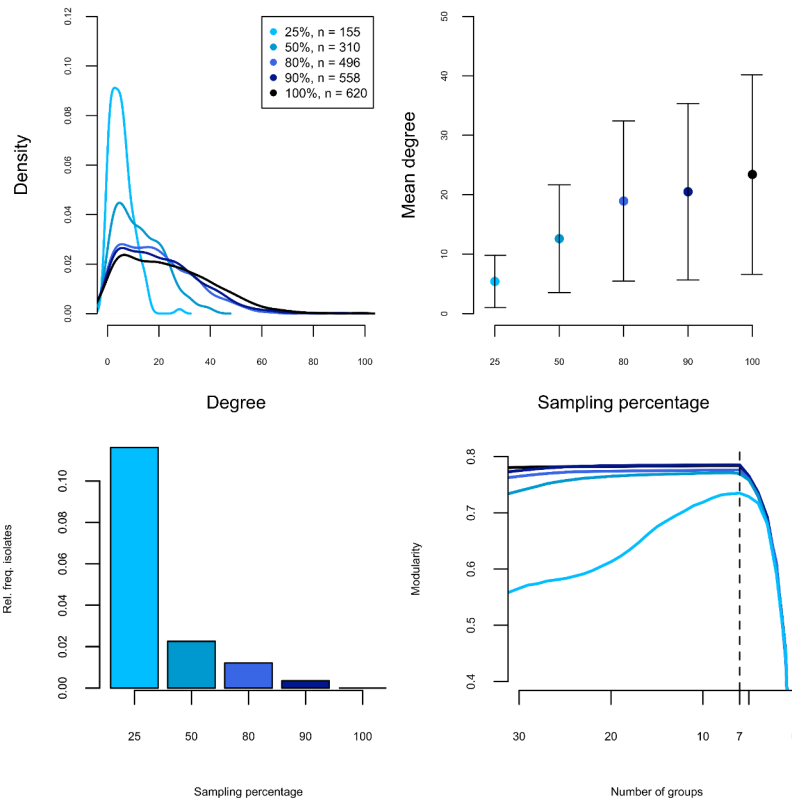 0.00 0.02 0.04 0.06 0.08 0.10 0.12
Density
25%, n = 155
50%, n = 310
80%, n = 496
90%, n = 558
100%, n = 620
0 20 40 60 80 100
Degree
0 10 20 30 40 50
Mean degree
25 50 80 90 100
Sampling percentage
0.00 0.02 0.04 0.06 0.08 0.10
Rel. freq. isolates
25 50 80 90 100
Sampling percentage
0.4 0.5 0.6 0.7 0.8
Modularity
30 20 10 7
Number of groups